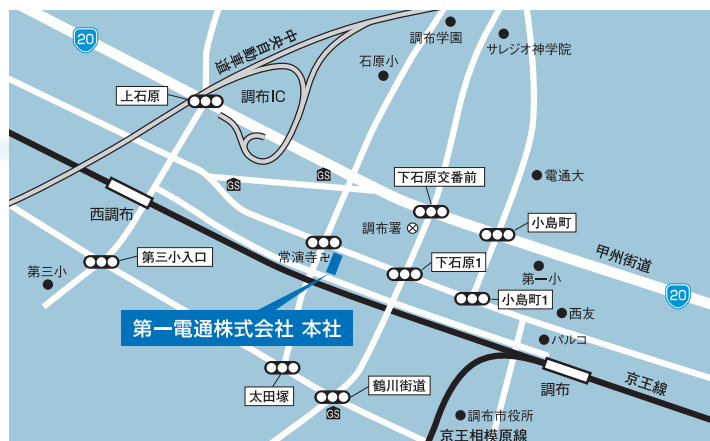 20
中央自動車道
調布学園
サレジオ神学院
石原小
上石原
調布IC
GS
GS
下石原交番前
電通大
西調布
調布署
小島町
甲州街道
第三小
第三小入口
常演寺
下石原1
第一小
20
小島町1
西友
第一電通株式会社 本社
パルコ
太田塚
鶴川街道
調布
京王線
GS
調布市役所
京王相模原線